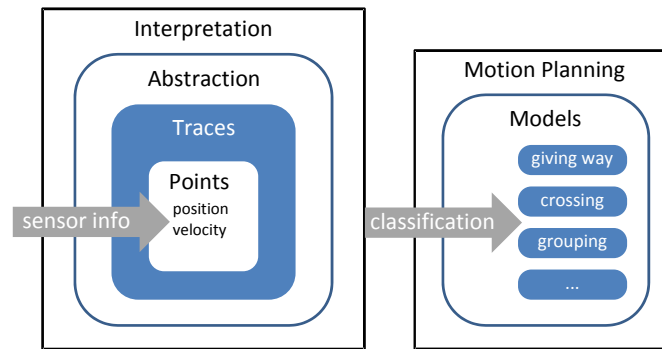 Interpretation
Abstraction
Traces
Points
position
velocity
sensor info
classification
Motion Planning
Models
giving way
crossing
grouping
...